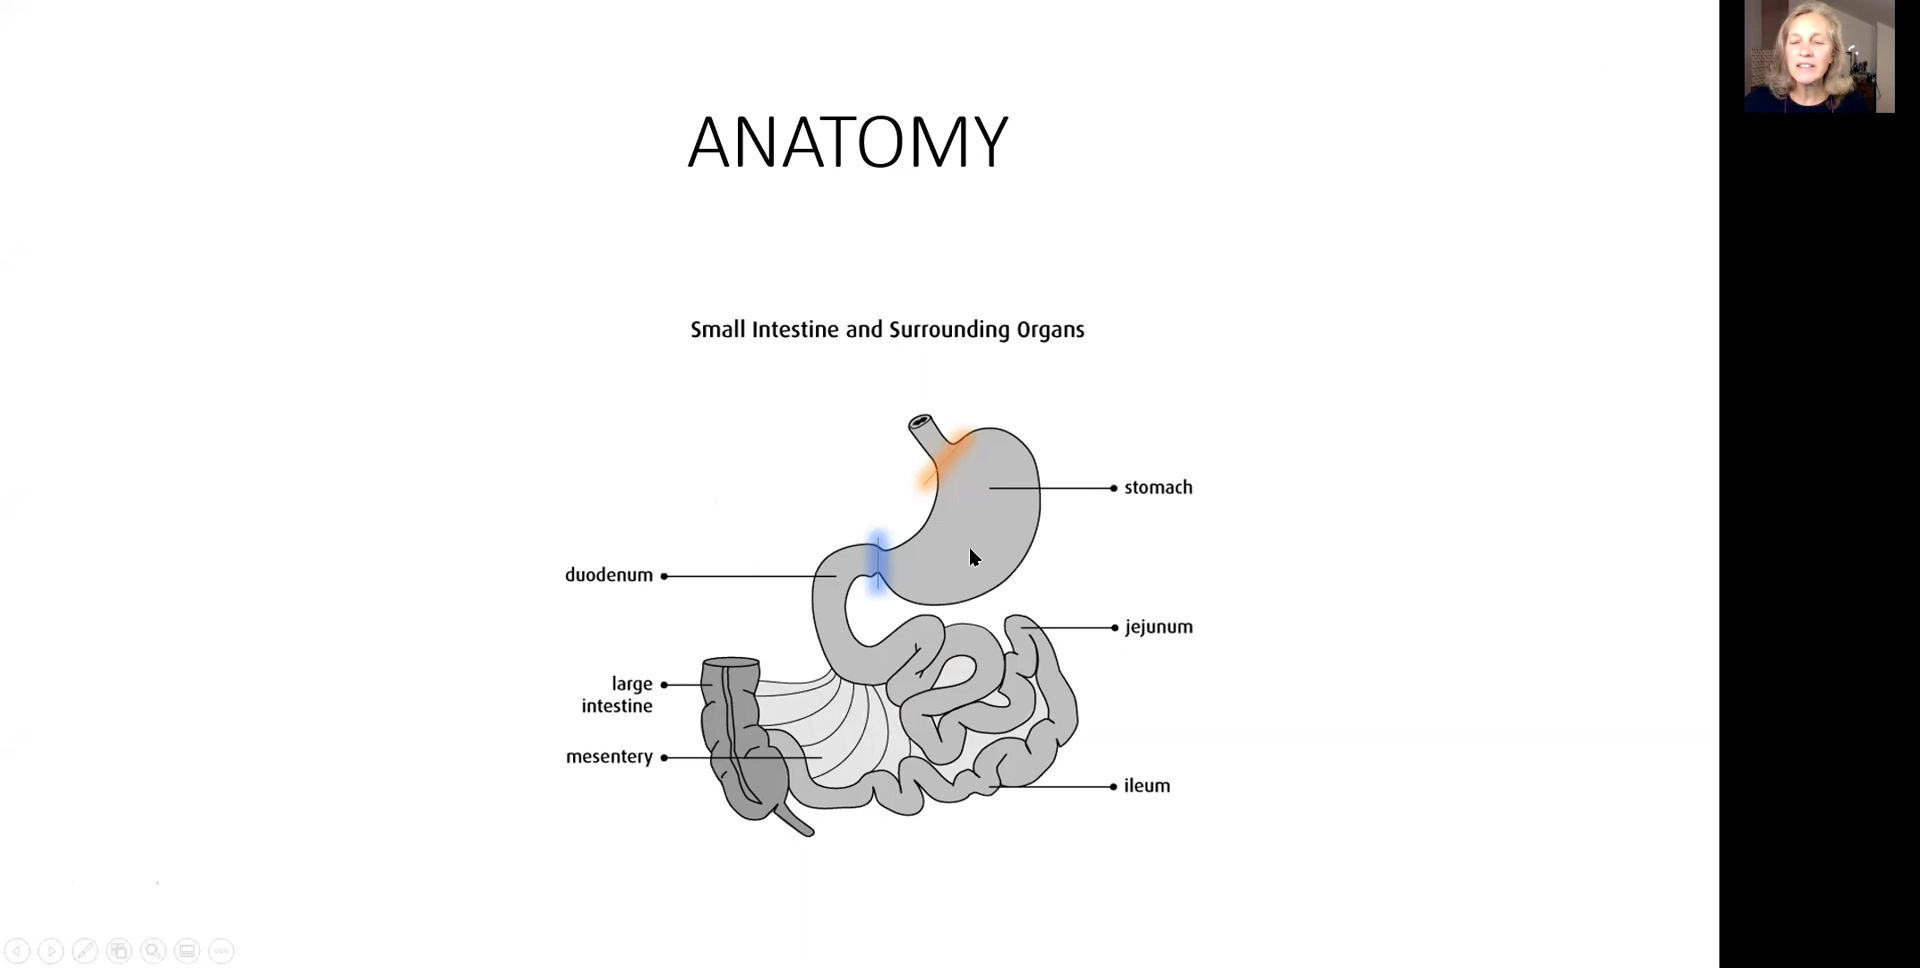 ANATOMY
Small Intestine and Surrounding Organs
stomach
duodenum
jejunum
large
intestine
mesentery
ileum